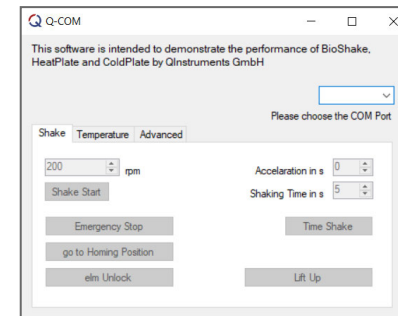 Q-COM
This software is intended to demonstrate the performance of BioShake,
HeatPlate and ColdPlate by QInstruments GmbH
Please choose the COM Port
Shake Temperature Advanced
200 rpm Accelaration in s 0
Shake Start Shaking Time in s 5
Emergency Stop Time Shake
go to Homing Position
elm Unlock Lift Up